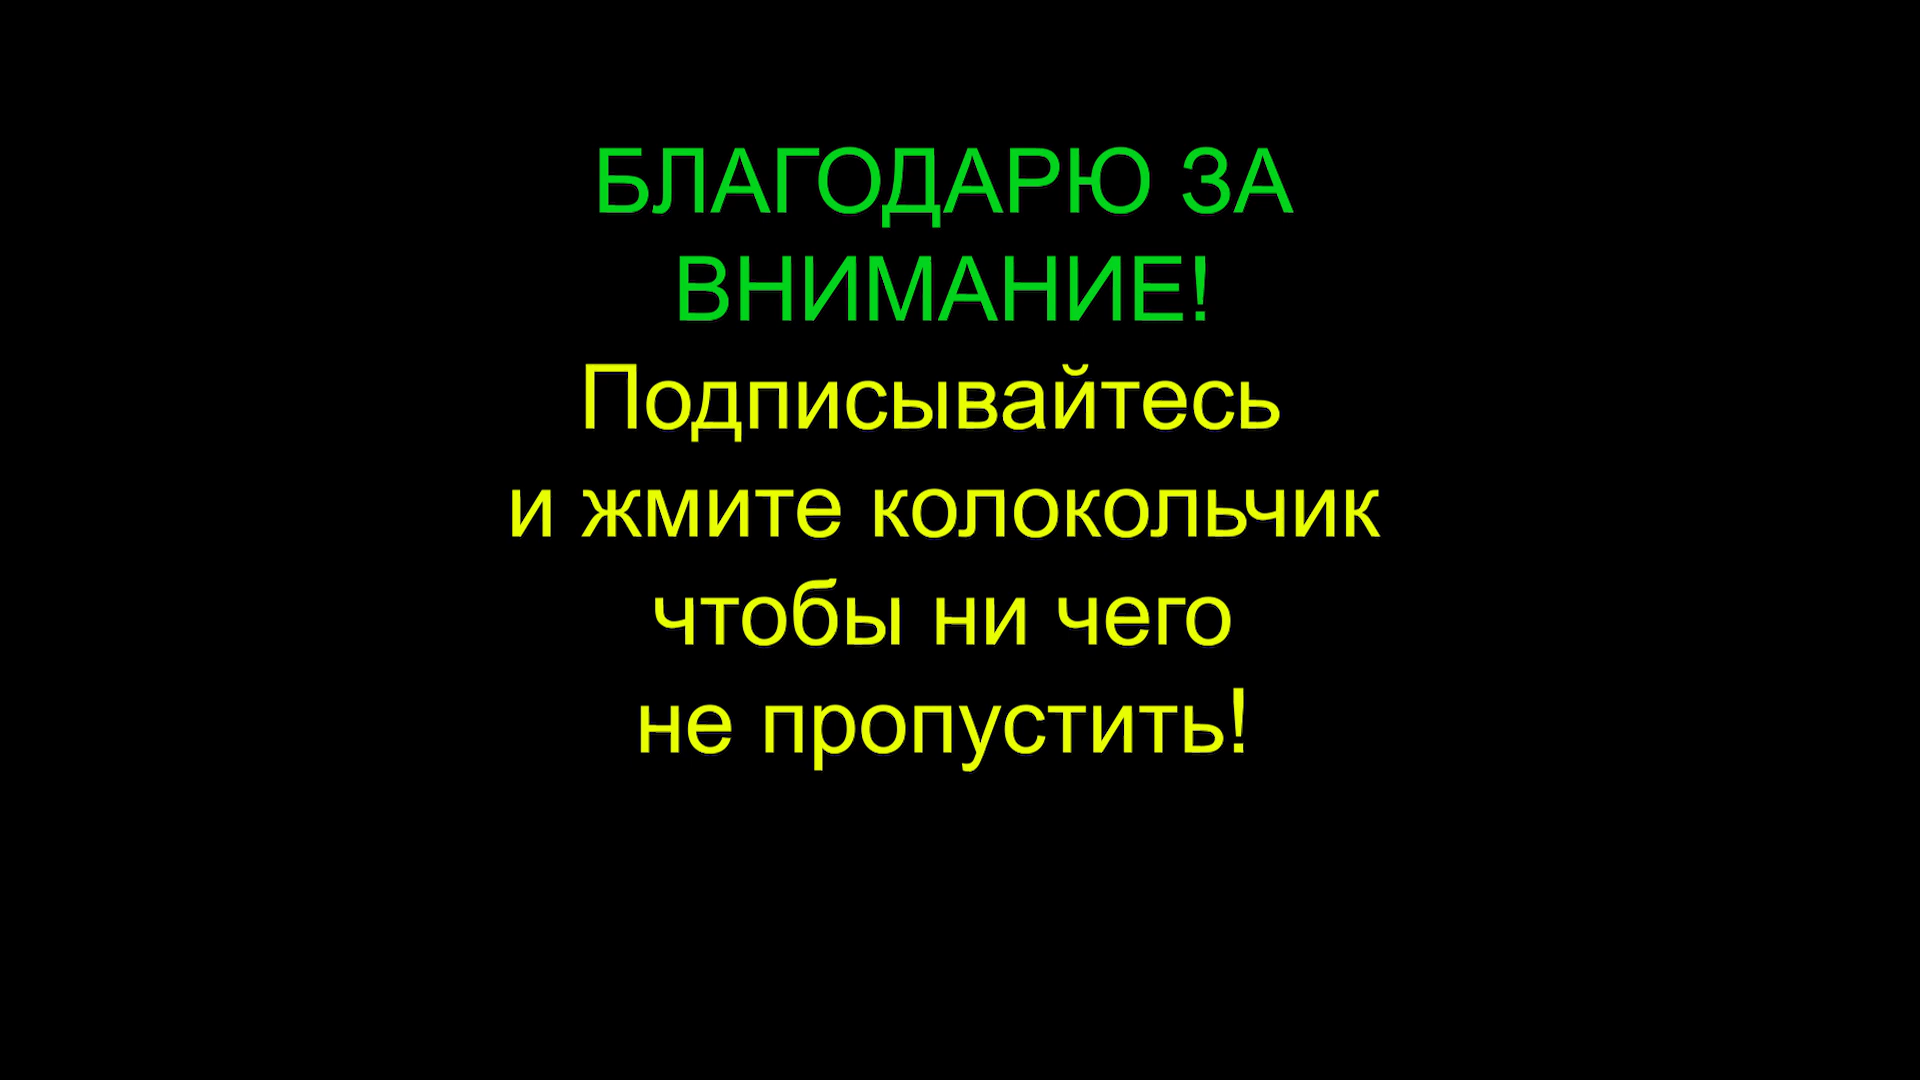 БЛАГОДАРЮ ЗА
ВНИМАНИЕ!
Подписывайтесь
и жмите колокольчик
чтобы ни чего
не пропустить!